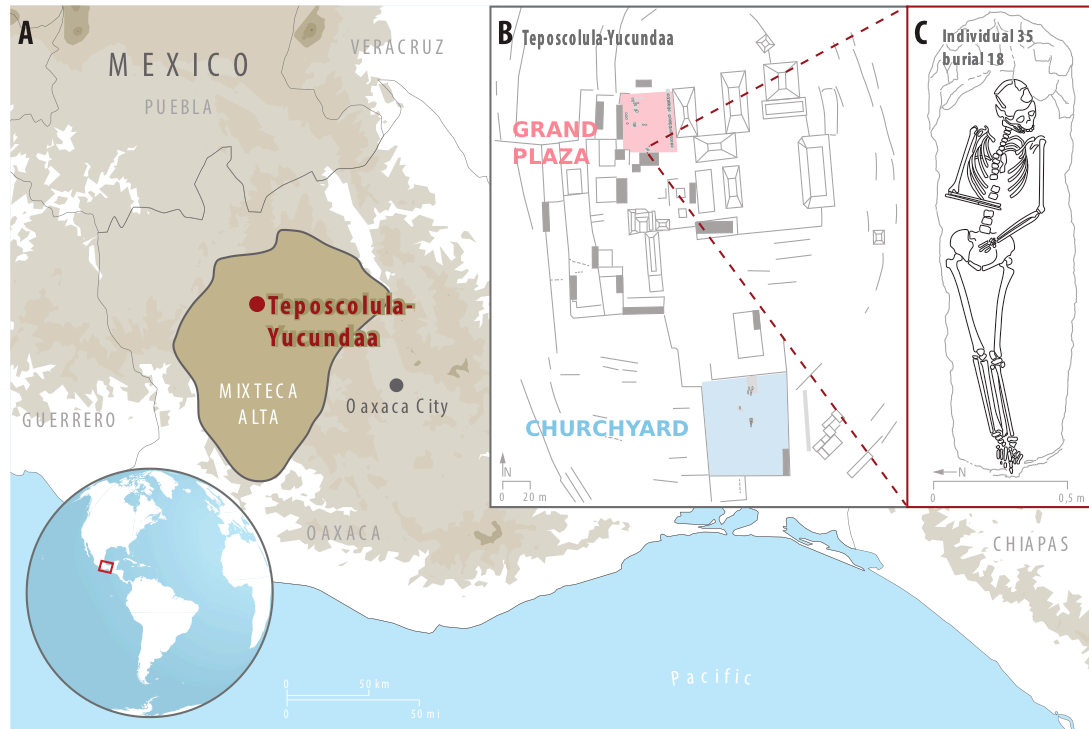 A
MEXICO
PUEBLA
VERACRUZ
Teposcolula-
Yucundaa
MIXTECA
ALTA
Oaxaca City
GUERRERO
OAXACA
CHIAPAS
Pacific
0 50 km
0 50 mi
B Teposcolula-Yucundaa
GRAND
PLAZA
CHURCHYARD
N
0 20 m
C Individual 35
burial 18
N
0 0,5 m